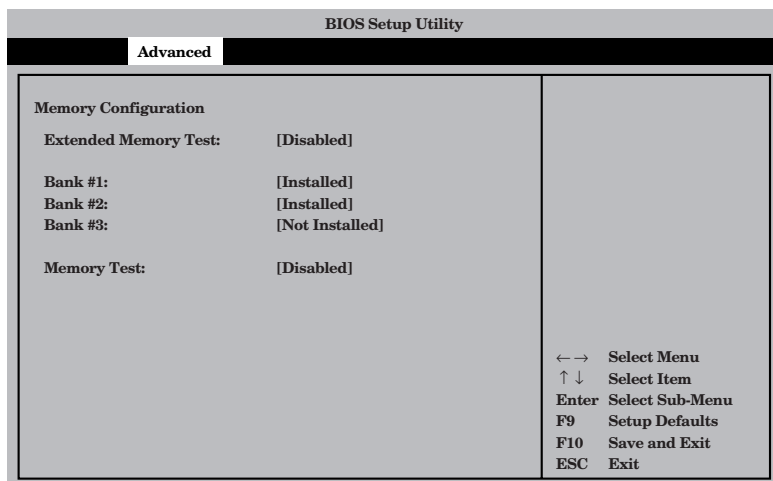 BIOS Setup Utility
Advanced
Memory Configuration
Extended Memory Test: [Disabled]
Bank #1: [Installed]
Bank #2: [Installed]
Bank #3: [Not Installed]
Memory Test: [Disabled]
←→ Select Menu
↑↓ Select Item
Enter Select Sub-Menu
F9 Setup Defaults
F10 Save and Exit
ESC Exit